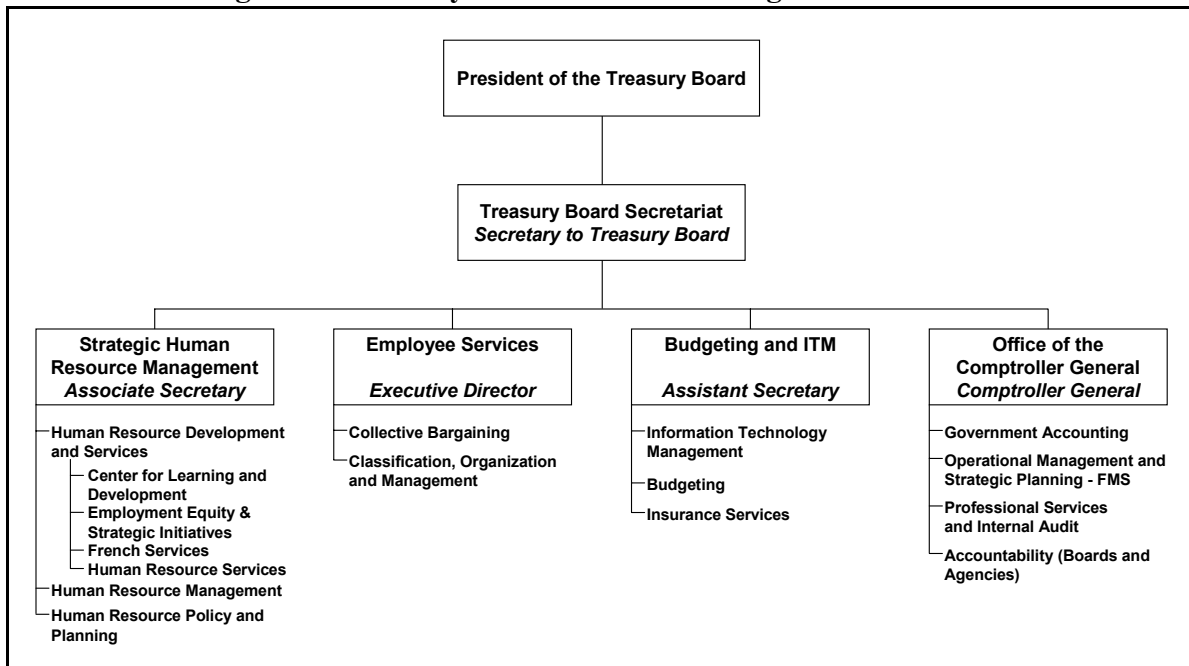 President of the Treasury Board
Treasury Board Secretariat
Secretary to Treasury Board
Strategic Human
Resource Management
Associate Secretary
Human Resource Development
and Services
Center for Learning and
Development
Employment Equity &
Strategic Initiatives
French Services
Human Resource Services
Human Resource Management
Human Resource Policy and
Planning
Employee Services
Executive Director
Collective Bargaining
Classification, Organization
and Management
Budgeting and ITM
Assistant Secretary
Information Technology
Management
Budgeting
Insurance Services
Office of the
Comptroller General
Comptroller General
Government Accounting
Operational Management and
Strategic Planning - FMS
Professional Services
and Internal Audit
Accountability (Boards and
Agencies)